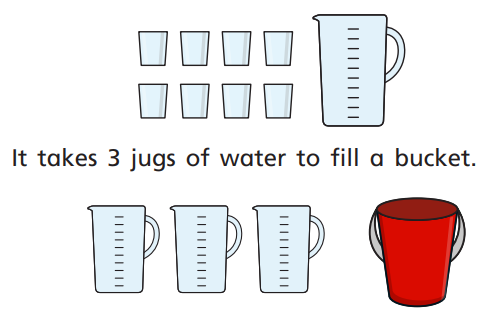 It takes 3 jugs of water to fill a bucket.